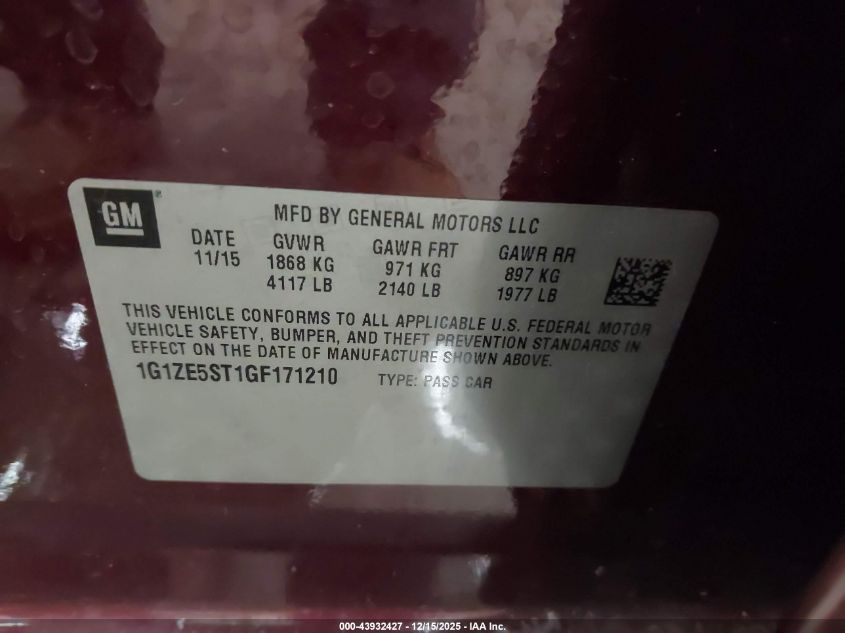 GM
MFD BY GENERAL MOTORS LLC
DATE GVWR GAWR FRT GAWR RR
11/15 1868 KG 971 KG 897 KG
4117 LB 2140 LB 1977 LB
THIS VEHICLE CONFORMS TO ALL APPLICABLE U.S. FEDERAL MOTOR
VEHICLE SAFETY, BUMPER, AND THEFT PREVENTION STANDARDS IN
EFFECT ON THE DATE OF MANUFACTURE SHOWN ABOVE.
1G1ZE5ST1GF171210 TYPE: PASS CAR
000-43932427 - 12/15/2025 - IAA Inc.